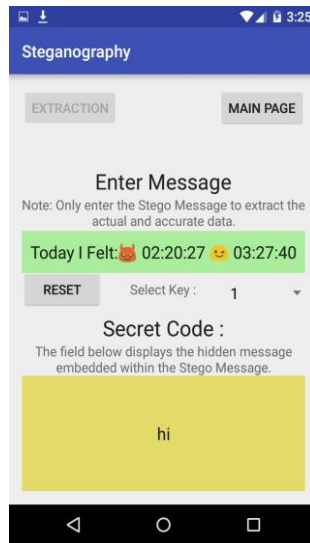 3:25
Steganography
EXTRACTION MAIN PAGE
Enter Message
Note: Only enter the Stego Message to extract the
actual and accurate data.
Today I Felt:👹 02:20:27 😉 03:27:40
RESET Select Key : 1
Secret Code :
The field below displays the hidden message
embedded within the Stego Message.
hi